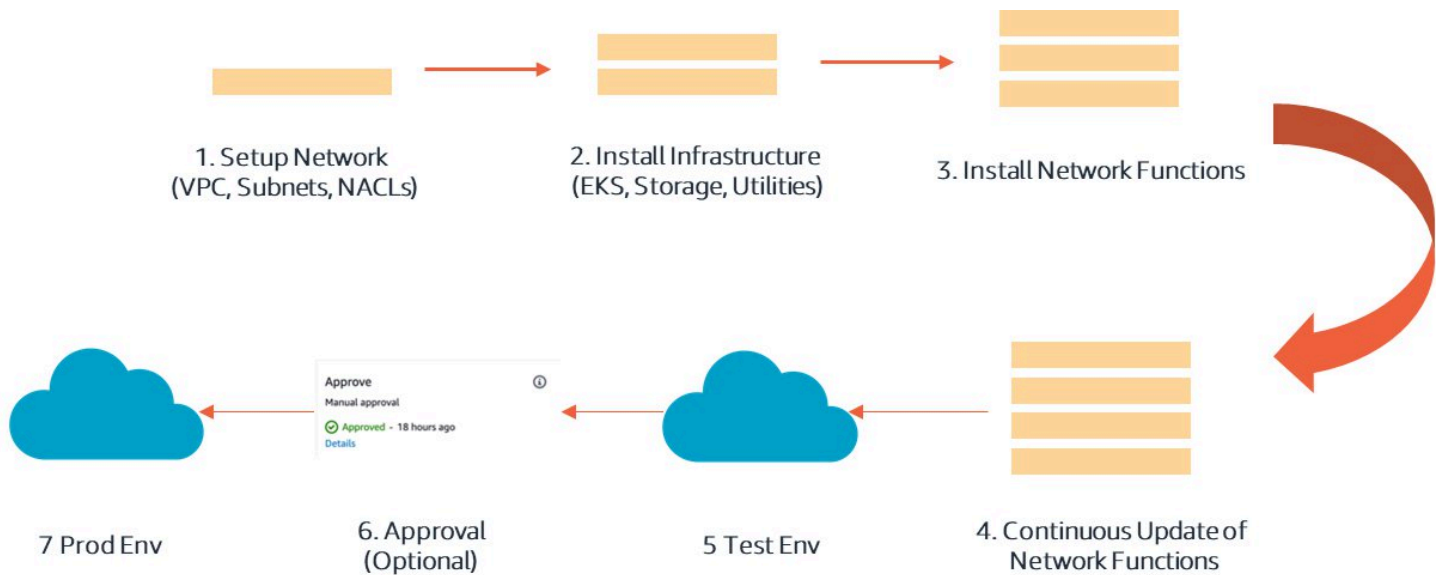 1. Setup Network
(VPC, Subnets, NACLs)
2. Install Infrastructure
(EKS, Storage, Utilities)
3. Install Network Functions
Approve
Manual approval
Approved - 18 hours ago
Details
7 Prod Env
6. Approval
(Optional)
5 Test Env
4. Continuous Update of
Network Functions